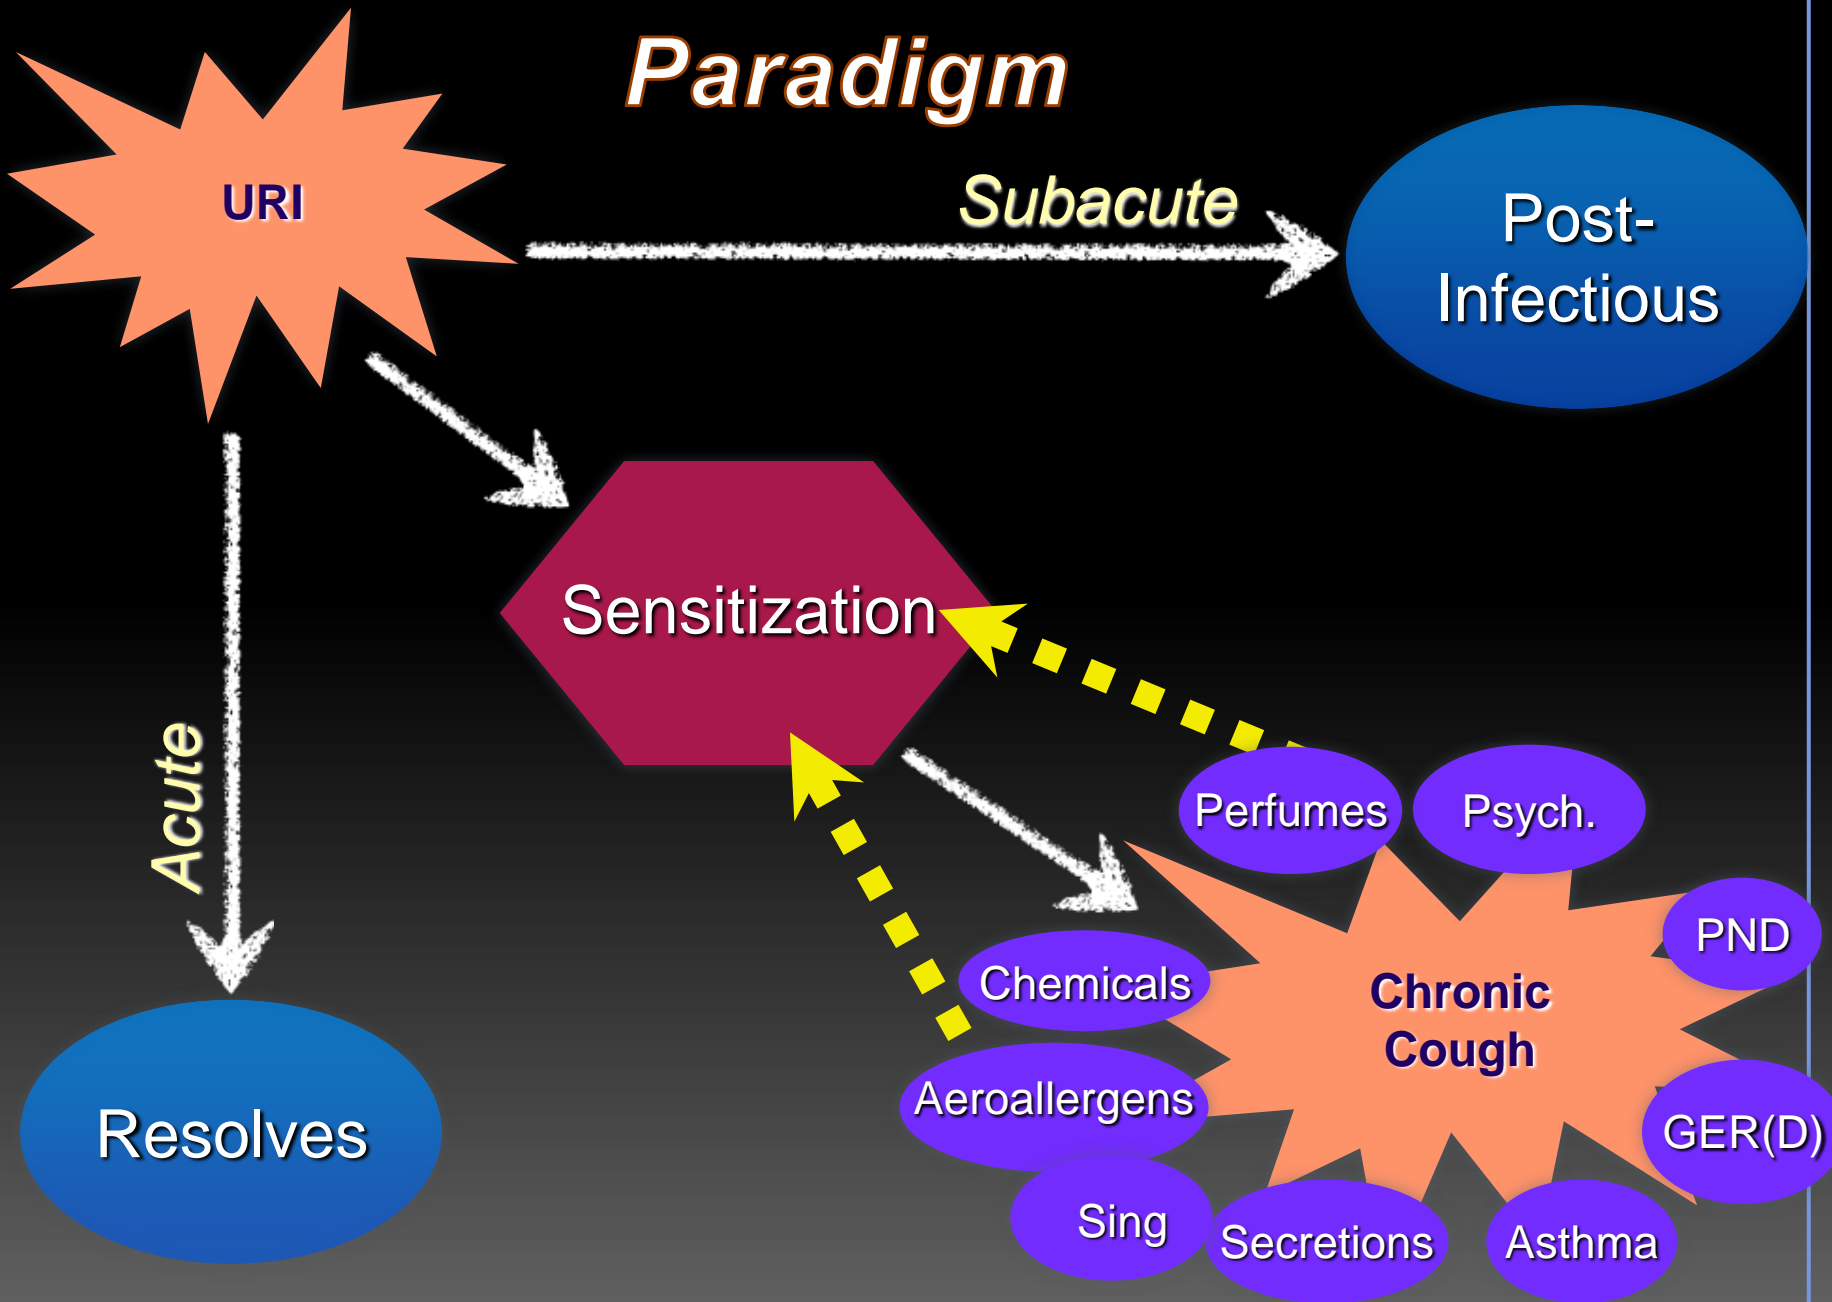 Paradigm
URI
Subacute
Post-
Infectious
Sensitization
Acute
Resolves
Perfumes
Psych.
PND
Chemicals
Chronic
Cough
Aeroallergens
GER(D)
Sing
Secretions
Asthma